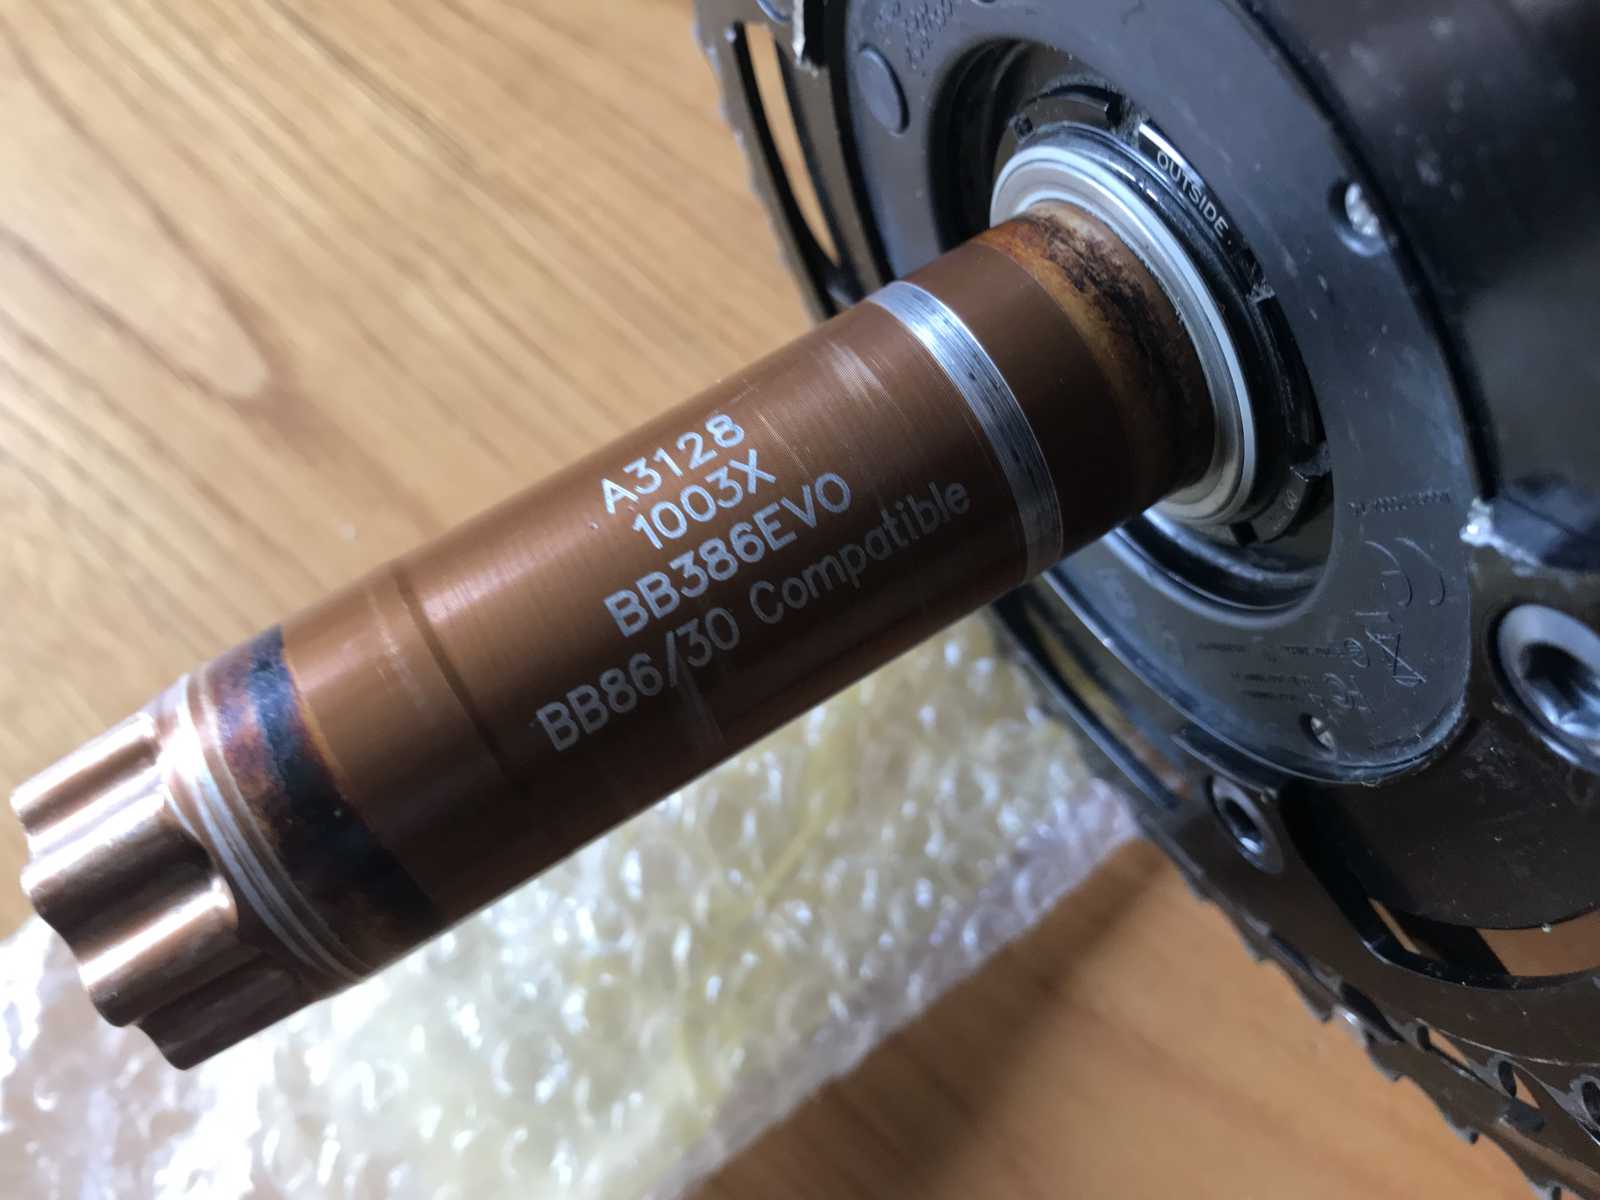 A3128
1003X
BB386EVO
BB86/30 Compatible
OUTSIDE